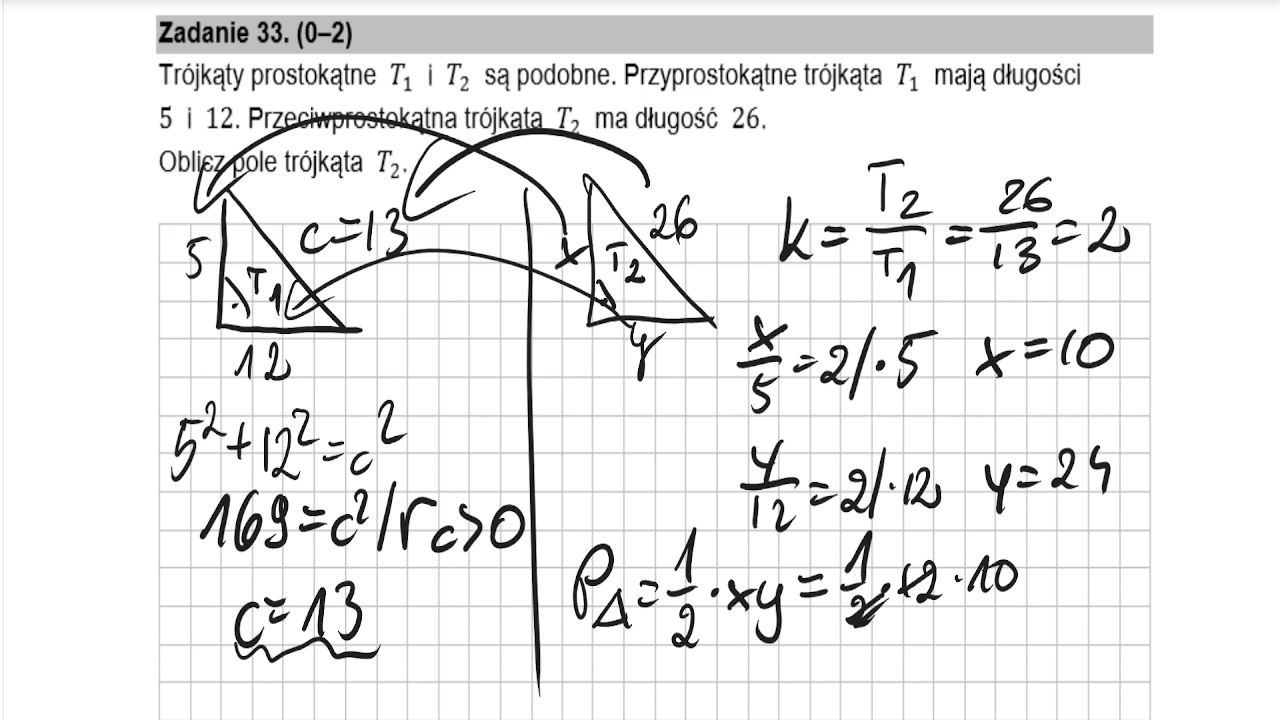 Zadanie 33. (0–2)
Trójkąty prostokątne T₁ i T₂ są podobne. Przyprostokątne trójkąta T₁ mają długości
5 i 12. Przeciwprostokątna trójkąta T₂ ma długość 26.
Oblicz pole trójkąta T₂.
5
c=13
T₁
12
5²+12²=c²
169=c²/√ c>0
c=13
x
26
T₂
y
k=T₂/T₁=26/13=2
x/5=2/·5 x=10
y/12=2/·12 y=24
P△=1/2·xy=1/2·12·10